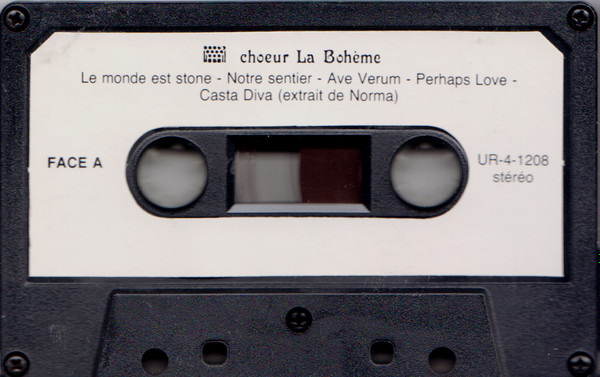 choeur La Bohème
Le monde est stone - Notre sentier - Ave Verum - Perhaps Love -
Casta Diva (extrait de Norma)
FACE A
UR-4-1208
stéréo